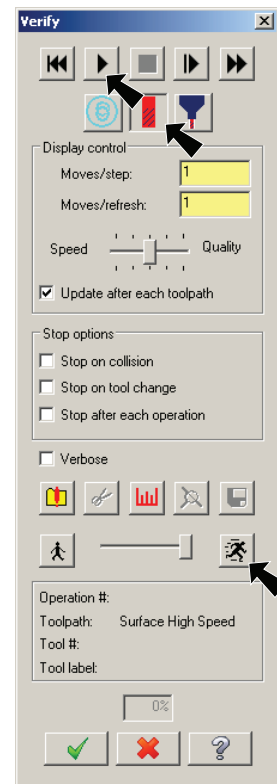 Verify
Display control
Moves/step: 1
Moves/refresh: 1
Speed Quality
Update after each toolpath
Stop options
Stop on collision
Stop on tool change
Stop after each operation
Verbose
Operation #:
Toolpath: Surface High Speed
Tool #:
Tool label:
0%